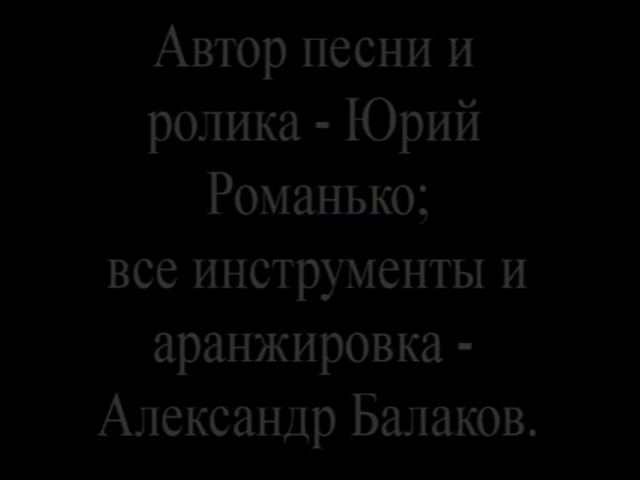 Автор песни и
ролика - Юрий
Романько;
все инструменты и
аранжировка -
Александр Балаков.